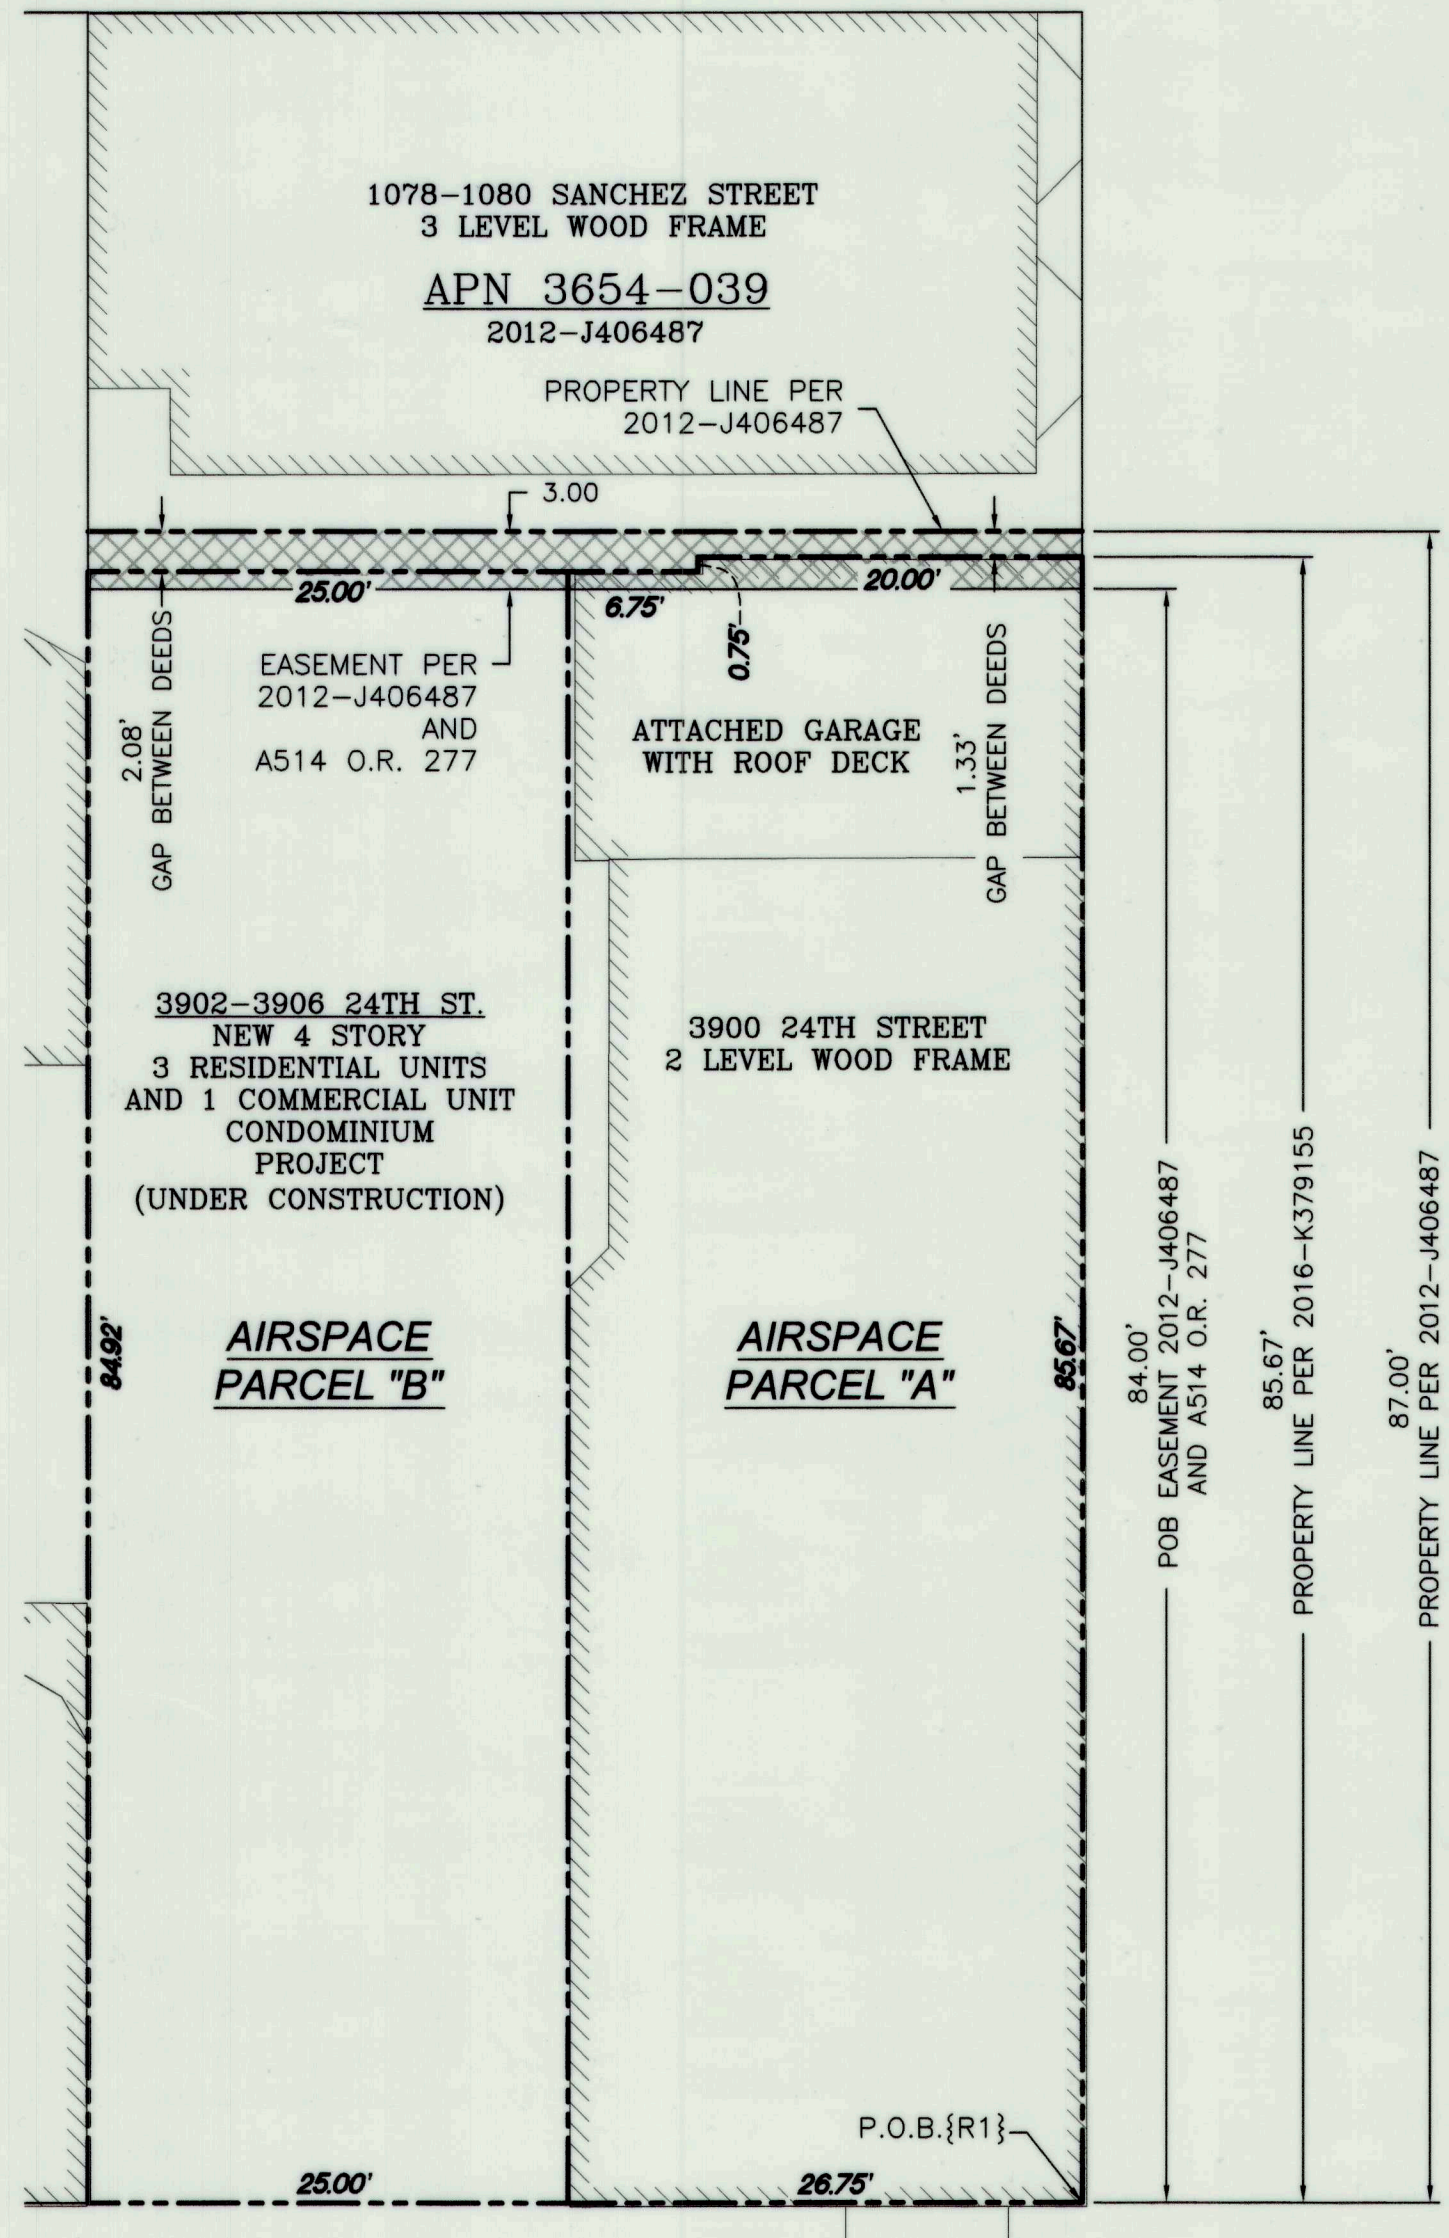 1078-1080 SANCHEZ STREET
3 LEVEL WOOD FRAME
APN 3654-039
2012-J406487
PROPERTY LINE PER
2012-J406487
3.00
25.00'
6.75'
0.75'
20.00'
2.08'
GAP BETWEEN DEEDS
EASEMENT PER
2012-J406487
AND
A514 O.R. 277
ATTACHED GARAGE
WITH ROOF DECK
1.33'
GAP BETWEEN DEEDS
3902-3906 24TH ST.
NEW 4 STORY
3 RESIDENTIAL UNITS
AND 1 COMMERCIAL UNIT
CONDOMINIUM
PROJECT
(UNDER CONSTRUCTION)
3900 24TH STREET
2 LEVEL WOOD FRAME
84.92'
AIRSPACE
PARCEL "B"
AIRSPACE
PARCEL "A"
85.67'
84.00'
POB EASEMENT 2012-J406487
AND A514 O.R. 277
85.67'
PROPERTY LINE PER 2016-K379155
87.00'
PROPERTY LINE PER 2012-J406487
P.O.B.{R1}
25.00'
26.75'